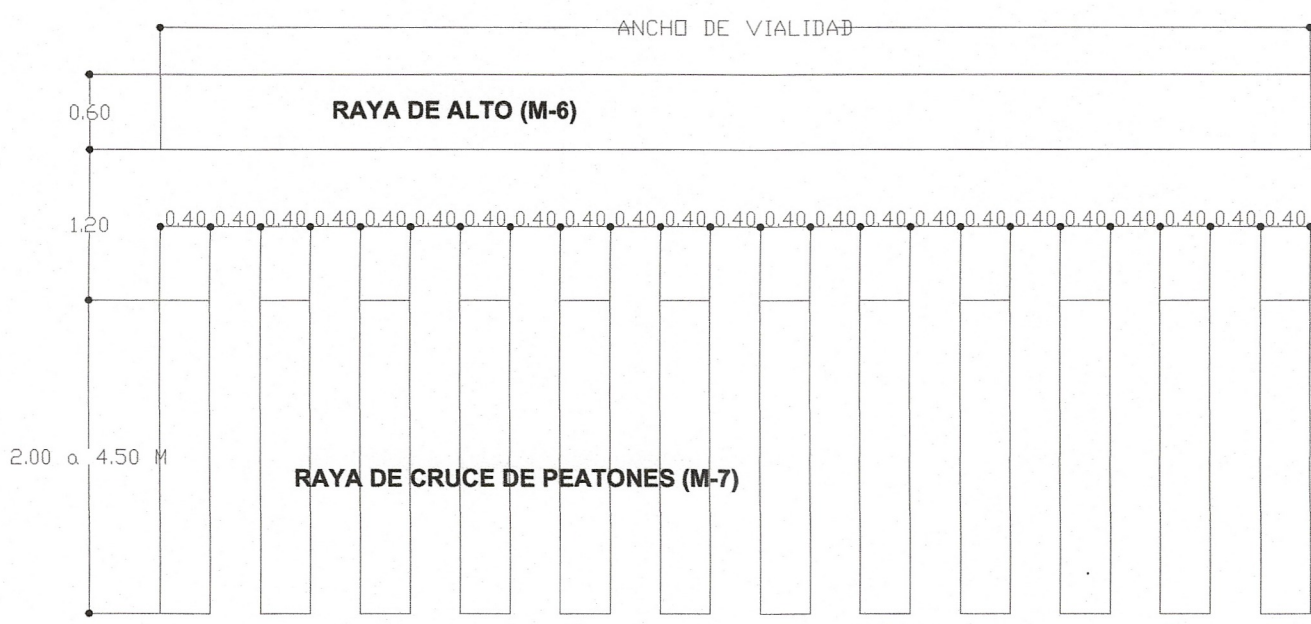 ANCHO DE VIALIDAD
0.60
RAYA DE ALTO (M-6)
1.20
0.40 0.40 0.40 0.40 0.40 0.40 0.40 0.40 0.40 0.40 0.40 0.40 0.40 0.40 0.40 0.40 0.40 0.40 0.40 0.40 0.40 0.40 0.40
2.00 a 4.50 M
RAYA DE CRUCE DE PEATONES (M-7)